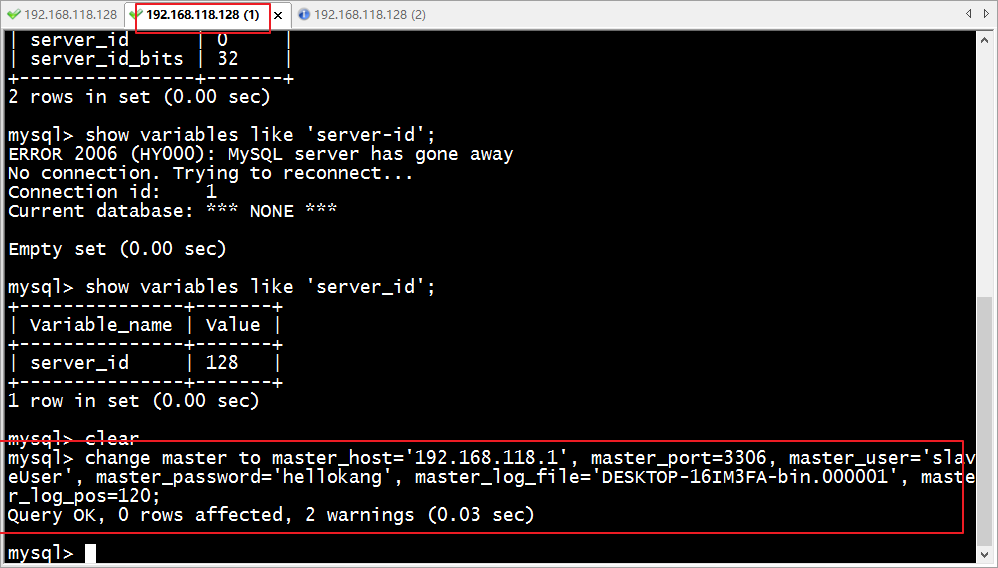 192.168.118.128
192.168.118.128 (1)
192.168.118.128 (2)
| server_id      | 0     |
| server_id_bits | 32    |
+----------------+-------+
2 rows in set (0.00 sec)
mysql> show variables like 'server-id';
ERROR 2006 (HY000): MySQL server has gone away
No connection. Trying to reconnect...
Connection id:    1
Current database: *** NONE ***
Empty set (0.00 sec)
mysql> show variables like 'server_id';
+---------------+-------+
| Variable_name | Value |
+---------------+-------+
| server_id     | 128   |
+---------------+-------+
1 row in set (0.00 sec)
mysql> clear
mysql> change master to master_host='192.168.118.1', master_port=3306, master_user='slav
eUser', master_password='hellokang', master_log_file='DESKTOP-16IM3FA-bin.000001', maste
r_log_pos=120;
Query OK, 0 rows affected, 2 warnings (0.03 sec)
mysql>